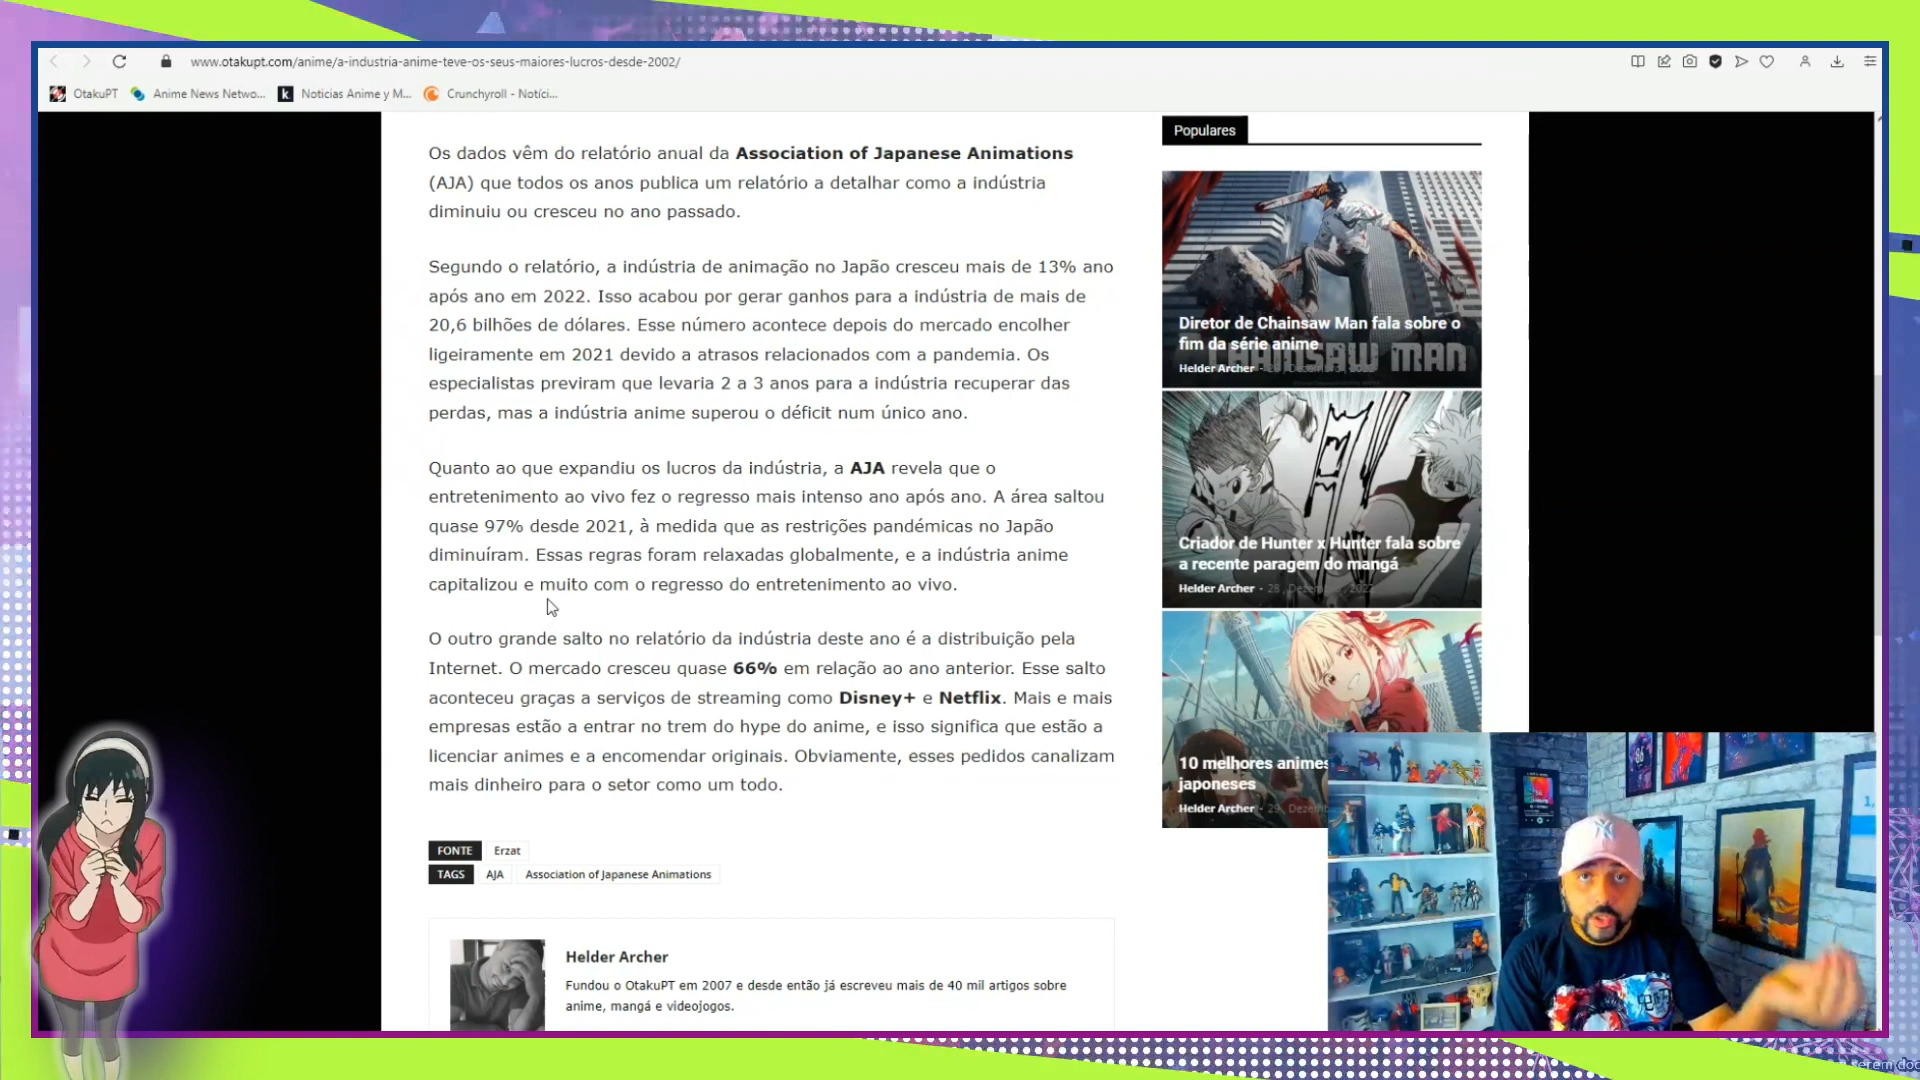 www.otakupt.com/anime/a-industria-anime-teve-os-seus-maiores-lucros-desde-2002/
OtakuPT
Anime News Netwo...
k
Noticias Anime y M...
Crunchyroll - Notíci...
Os dados vêm do relatório anual da Association of Japanese Animations
(AJA) que todos os anos publica um relatório a detalhar como a indústria
diminuiu ou cresceu no ano passado.
Segundo o relatório, a indústria de animação no Japão cresceu mais de 13% ano
após ano em 2022. Isso acabou por gerar ganhos para a indústria de mais de
20,6 bilhões de dólares. Esse número acontece depois do mercado encolher
ligeiramente em 2021 devido a atrasos relacionados com a pandemia. Os
especialistas previram que levaria 2 a 3 anos para a indústria recuperar das
perdas, mas a indústria anime superou o déficit num único ano.
Quanto ao que expandiu os lucros da indústria, a AJA revela que o
entretenimento ao vivo fez o regresso mais intenso ano após ano. A área saltou
quase 97% desde 2021, à medida que as restrições pandémicas no Japão
diminuíram. Essas regras foram relaxadas globalmente, e a indústria anime
capitalizou e muito com o regresso do entretenimento ao vivo.
O outro grande salto no relatório da indústria deste ano é a distribuição pela
Internet. O mercado cresceu quase 66% em relação ao ano anterior. Esse salto
aconteceu graças a serviços de streaming como Disney+ e Netflix. Mais e mais
empresas estão a entrar no trem do hype do anime, e isso significa que estão a
licenciar animes e a encomendar originais. Obviamente, esses pedidos canalizam
mais dinheiro para o setor como um todo.
FONTE Erzat
TAGS AJA Association of Japanese Animations
Helder Archer
Fundou o OtakuPT em 2007 e desde então já escreveu mais de 40 mil artigos sobre
anime, mangá e videojogos.
Populares
Diretor de Chainsaw Man fala sobre o
fim da série anime
CHAINSAW MAN
Helder Archer -
Criador de Hunter x Hunter fala sobre
a recente paragem do mangá
Helder Archer - 28, Dezembro, 2022
10 melhores animes
japoneses
Helder Archer - 29, Dezemb